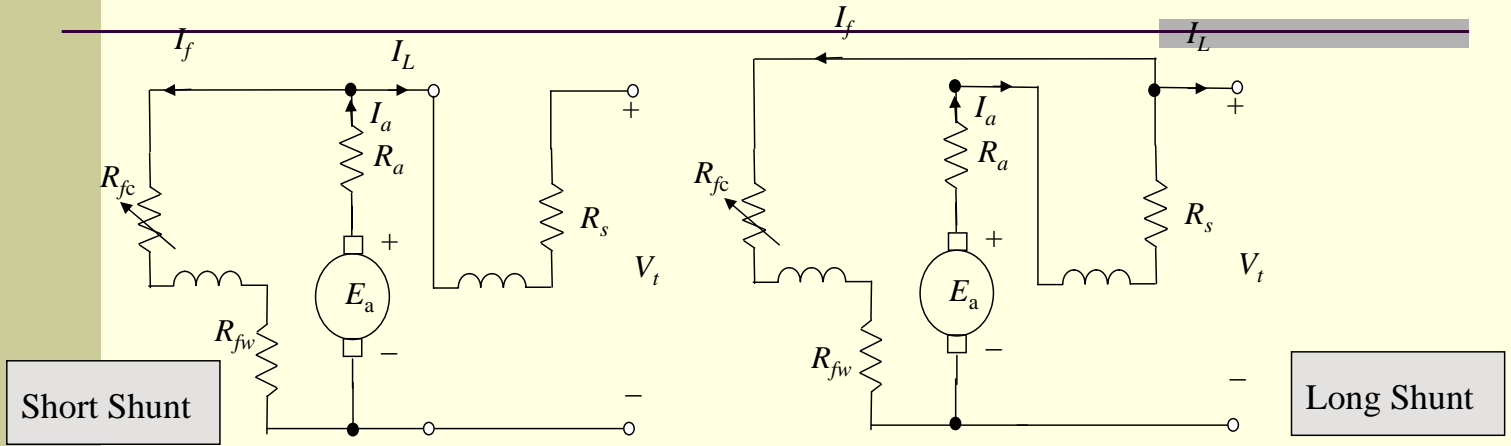 I_f
I_L
I_a
R_a
R_fc
+
R_s
+
V_t
E_a
R_fw
−
−
Short Shunt
I_f
I_L
I_a
+
R_a
R_fc
R_s
+
V_t
E_a
−
R_fw
−
Long Shunt